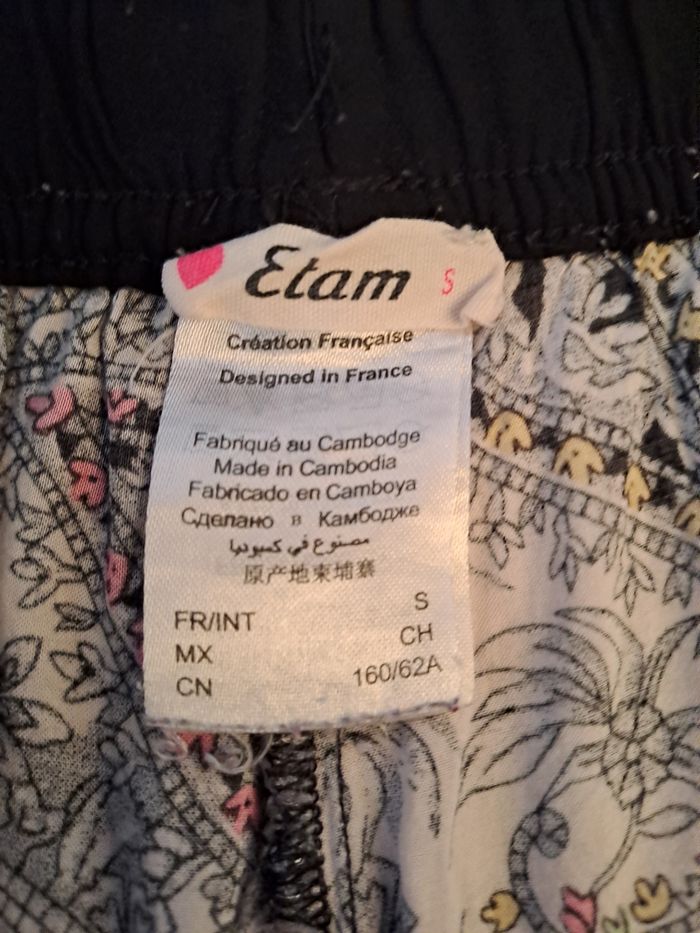 Etam S
Création Française
Designed in France
Fabriqué au Cambodge
Made in Cambodia
Fabricado en Camboya
Сделано в Камбодже
مصنوع في كمبوديا
原产地柬埔寨
FR/INT S
MX CH
CN 160/62A